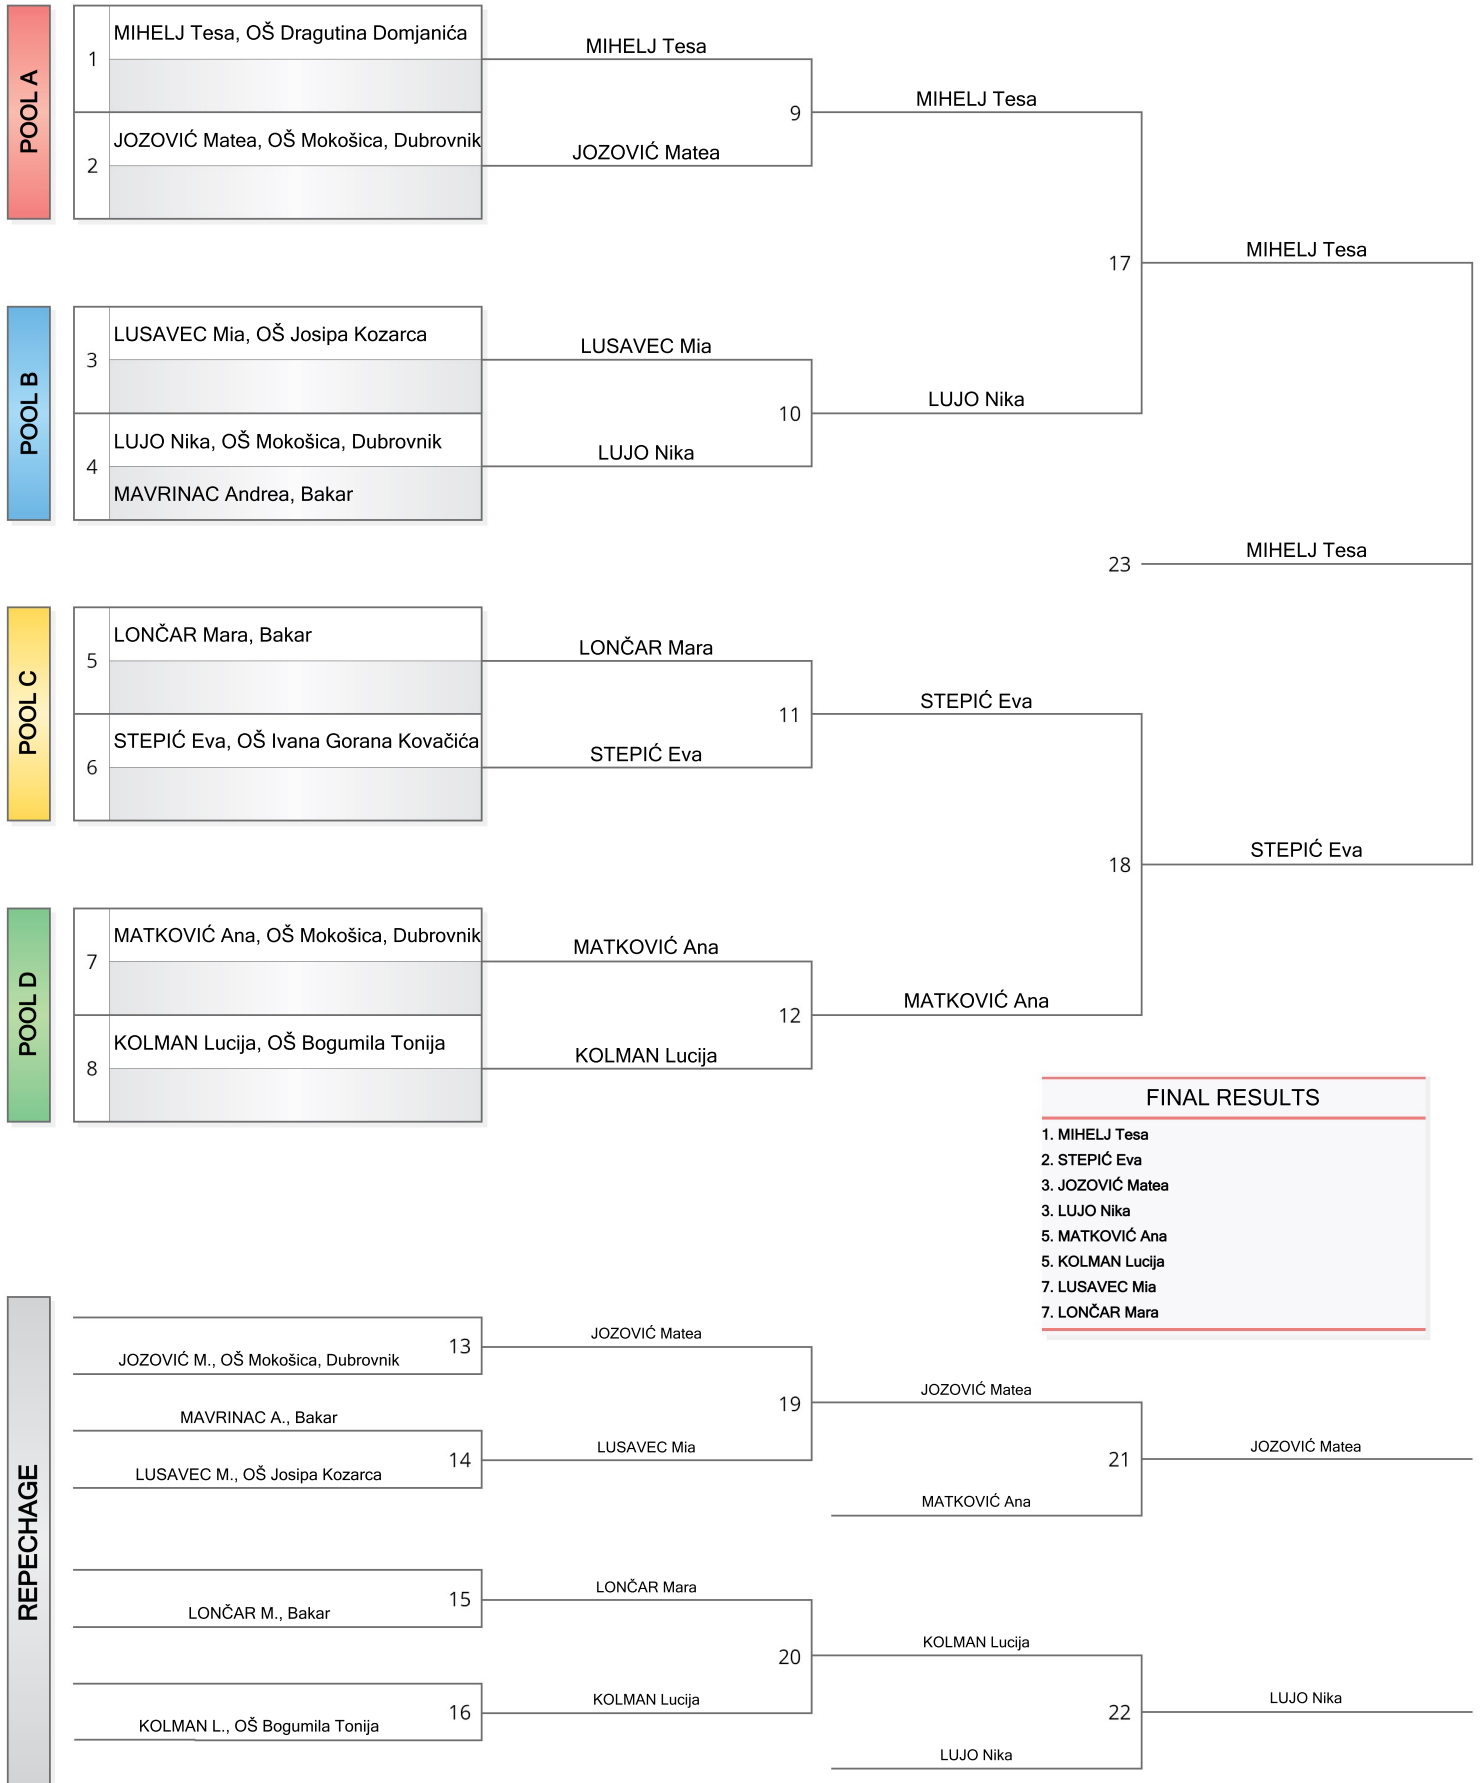 POOL A
1
MIHELJ Tesa, OŠ Dragutina Domjanića
2
JOZOVIĆ Matea, OŠ Mokošica, Dubrovnik
MIHELJ Tesa
JOZOVIĆ Matea
9
MIHELJ Tesa
POOL B
3
LUSAVEC Mia, OŠ Josipa Kozarca
4
LUJO Nika, OŠ Mokošica, Dubrovnik
MAVRINAC Andrea, Bakar
LUSAVEC Mia
LUJO Nika
10
LUJO Nika
17
MIHELJ Tesa
23
MIHELJ Tesa
POOL C
5
LONČAR Mara, Bakar
6
STEPIĆ Eva, OŠ Ivana Gorana Kovačića
LONČAR Mara
STEPIĆ Eva
11
STEPIĆ Eva
POOL D
7
MATKOVIĆ Ana, OŠ Mokošica, Dubrovnik
8
KOLMAN Lucija, OŠ Bogumila Tonija
MATKOVIĆ Ana
KOLMAN Lucija
12
MATKOVIĆ Ana
18
STEPIĆ Eva
FINAL RESULTS
1. MIHELJ Tesa
2. STEPIĆ Eva
3. JOZOVIĆ Matea
3. LUJO Nika
5. MATKOVIĆ Ana
5. KOLMAN Lucija
7. LUSAVEC Mia
7. LONČAR Mara
REPECHAGE
JOZOVIĆ M., OŠ Mokošica, Dubrovnik
13
JOZOVIĆ Matea
MAVRINAC A., Bakar
LUSAVEC M., OŠ Josipa Kozarca
14
LUSAVEC Mia
19
JOZOVIĆ Matea
MATKOVIĆ Ana
21
JOZOVIĆ Matea
LONČAR M., Bakar
15
LONČAR Mara
KOLMAN L., OŠ Bogumila Tonija
16
KOLMAN Lucija
20
KOLMAN Lucija
LUJO Nika
22
LUJO Nika